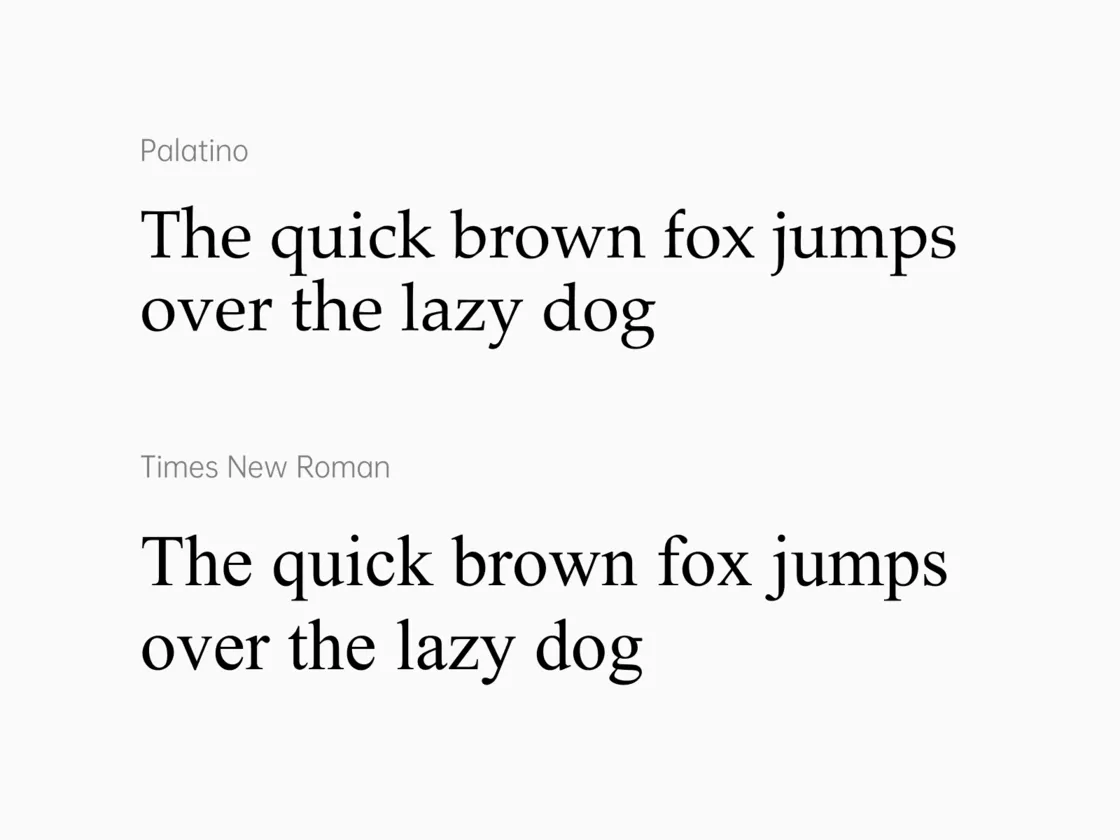 Palatino
The quick brown fox jumps
over the lazy dog
Times New Roman
The quick brown fox jumps
over the lazy dog